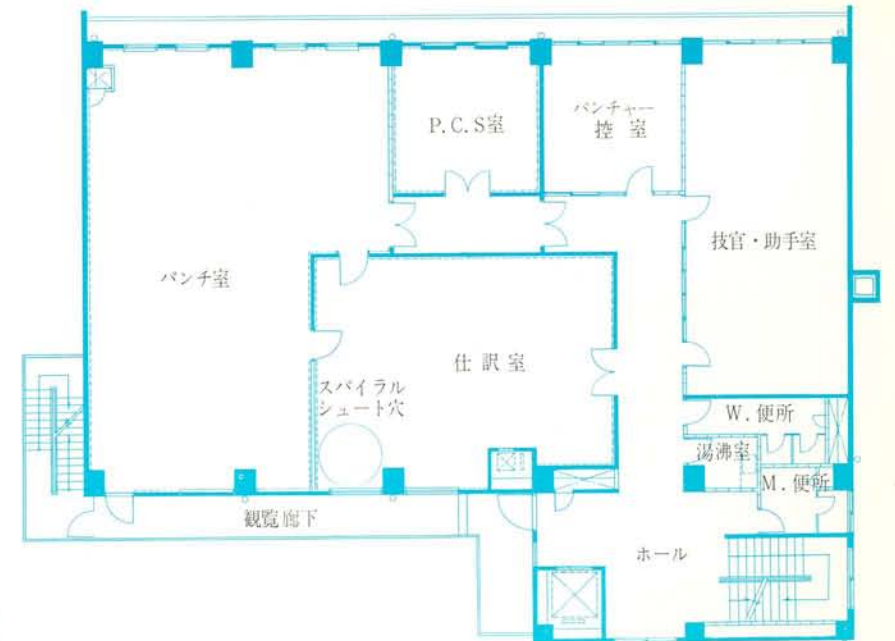 P.C.S室
パンチャー
控室
技官・助手室
パンチ室
仕訳室
スパイラル
シュート穴
W.便所
湯沸室
M.便所
観覧廊下
ホール